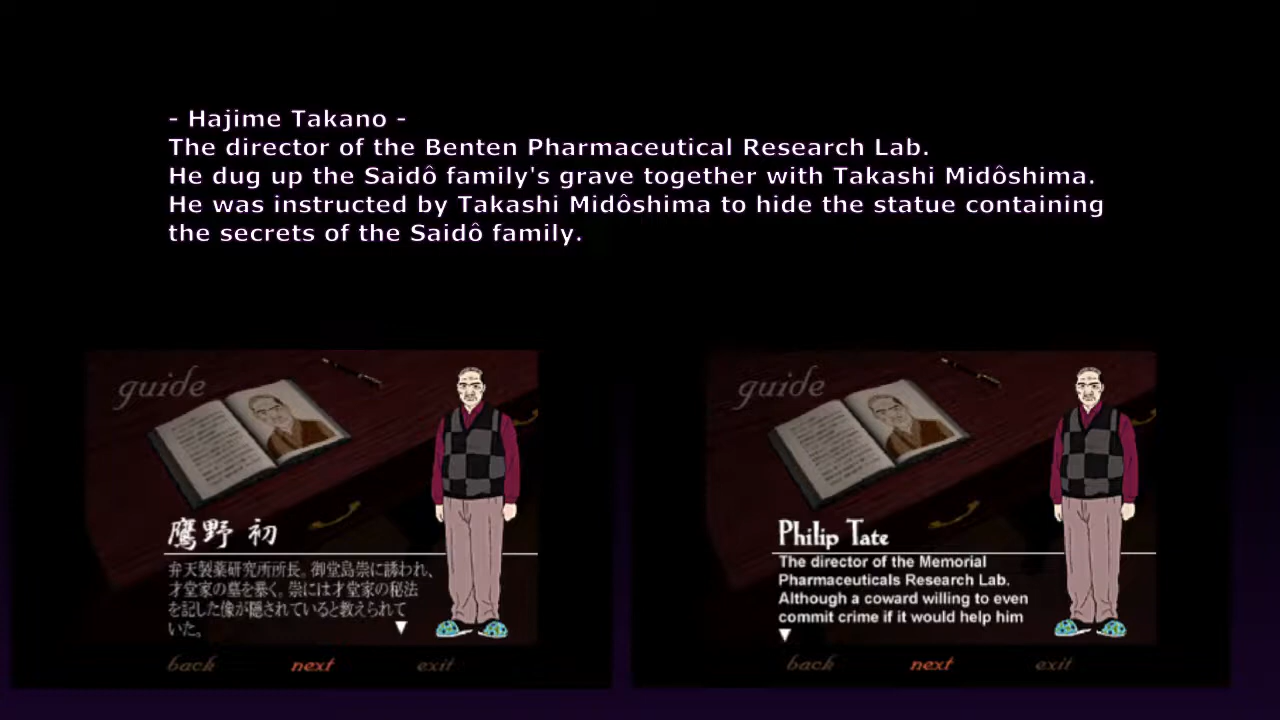 - Hajime Takano -
The director of the Benten Pharmaceutical Research Lab.
He dug up the Saidô family's grave together with Takashi Midôshima.
He was instructed by Takashi Midôshima to hide the statue containing
the secrets of the Saidô family.
guide
鷹野 初
弁天製薬研究所所長。御堂島崇に誘われ、
才堂家の墓を暴く。崇には才堂家の秘法
を記した像が隠されていると教えられて
いた。
back next exit
guide
Philip Tate
The director of the Memorial
Pharmaceuticals Research Lab.
Although a coward willing to even
commit crime if it would help him
back next exit